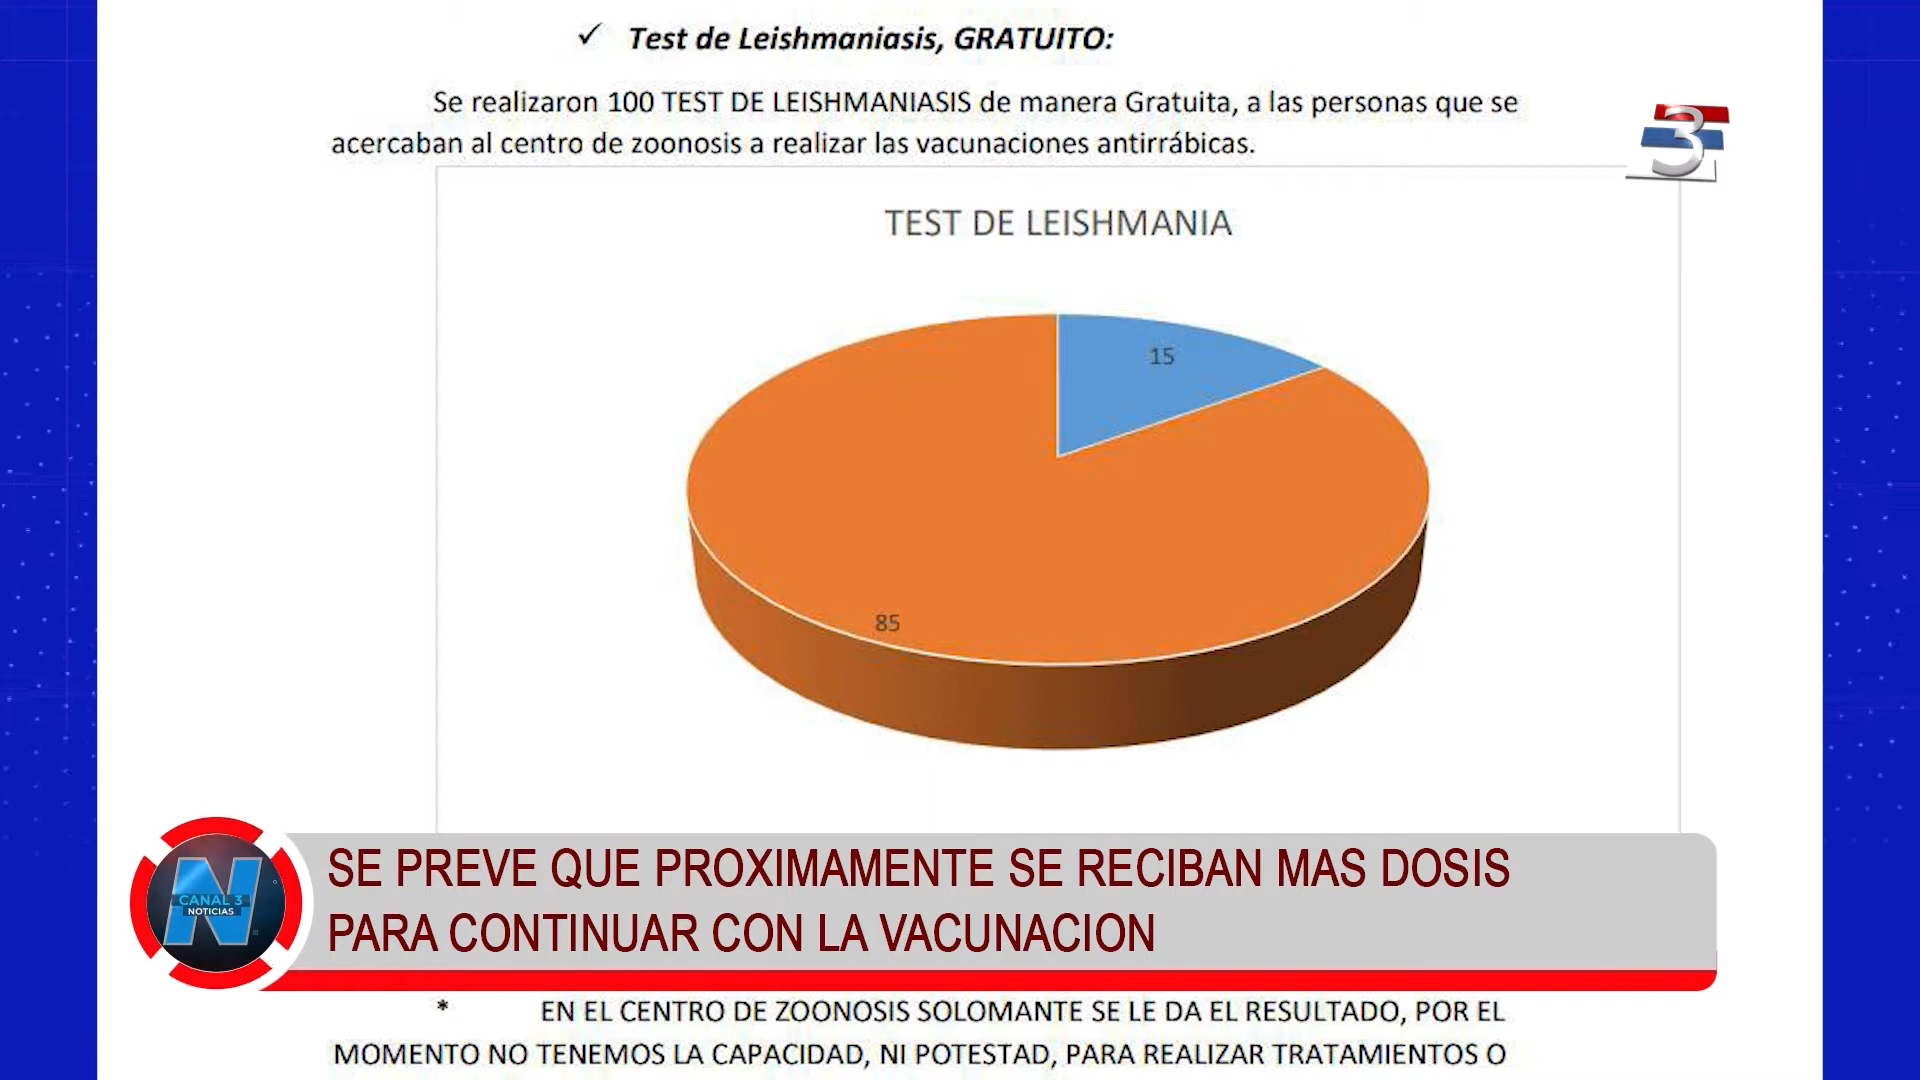 ✓ Test de Leishmaniasis, GRATUITO:
Se realizaron 100 TEST DE LEISHMANIASIS de manera Gratuita, a las personas que se
acercaban al centro de zoonosis a realizar las vacunaciones antirrábicas.
3
TEST DE LEISHMANIA
15
85
CANAL 3
NOTICIAS
SE PREVE QUE PROXIMAMENTE SE RECIBAN MAS DOSIS
PARA CONTINUAR CON LA VACUNACION
* EN EL CENTRO DE ZOONOSIS SOLOMANTE SE LE DA EL RESULTADO, POR EL
MOMENTO NO TENEMOS LA CAPACIDAD, NI POTESTAD, PARA REALIZAR TRATAMIENTOS O